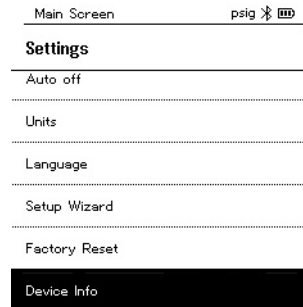 Main Screen psig
Settings
Auto off
Units
Language
Setup Wizard
Factory Reset
Device Info